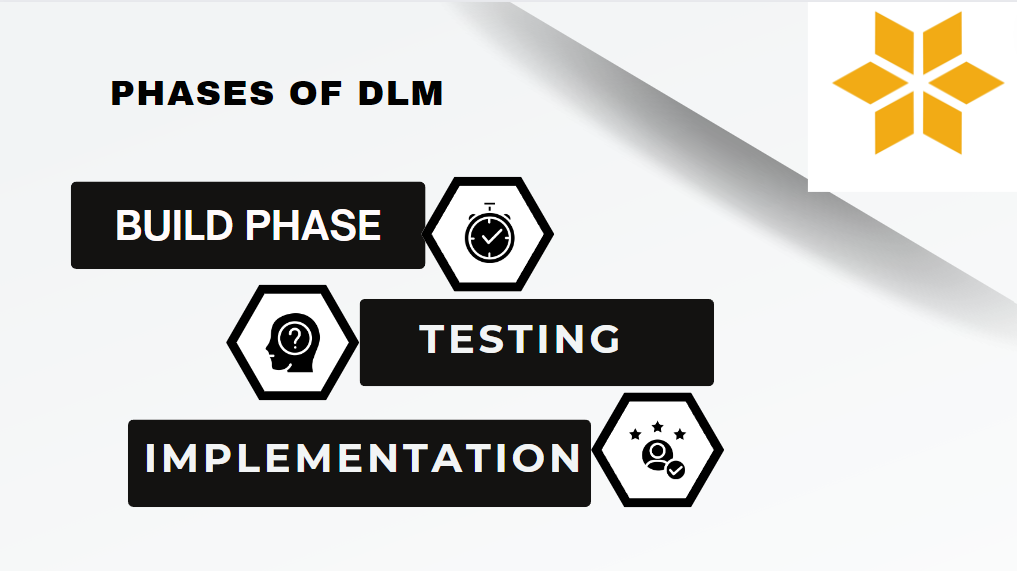 PHASES OF DLM
BUILD PHASE
?
TESTING
IMPLEMENTATION